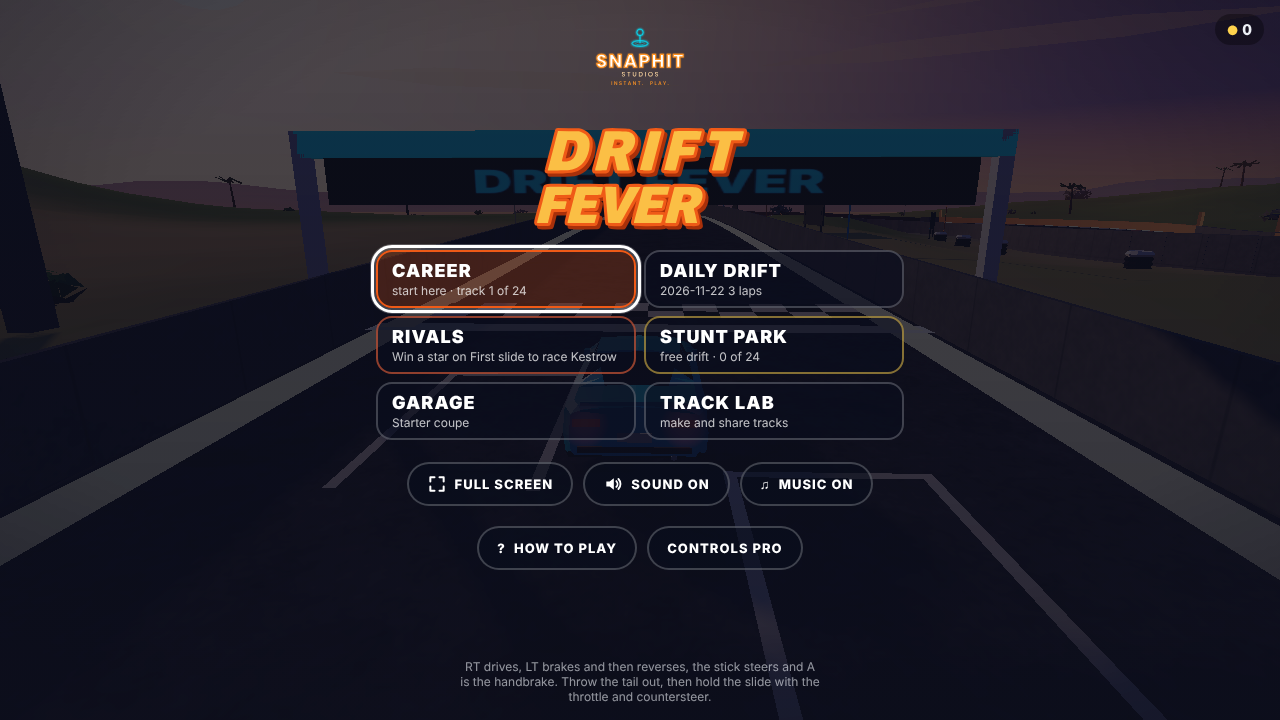 0
SNAPHIT
STUDIOS
INSTANT. PLAY.
DRIFT
FEVER
DRIFT FEVER
CAREER
start here · track 1 of 24
DAILY DRIFT
2026-11-22 3 laps
RIVALS
Win a star on First slide to race Kestrow
STUNT PARK
free drift · 0 of 24
GARAGE
Starter coupe
TRACK LAB
make and share tracks
FULL SCREEN
SOUND ON
♫ MUSIC ON
? HOW TO PLAY
CONTROLS PRO
RT drives, LT brakes and then reverses, the stick steers and A
is the handbrake. Throw the tail out, then hold the slide with the
throttle and countersteer.